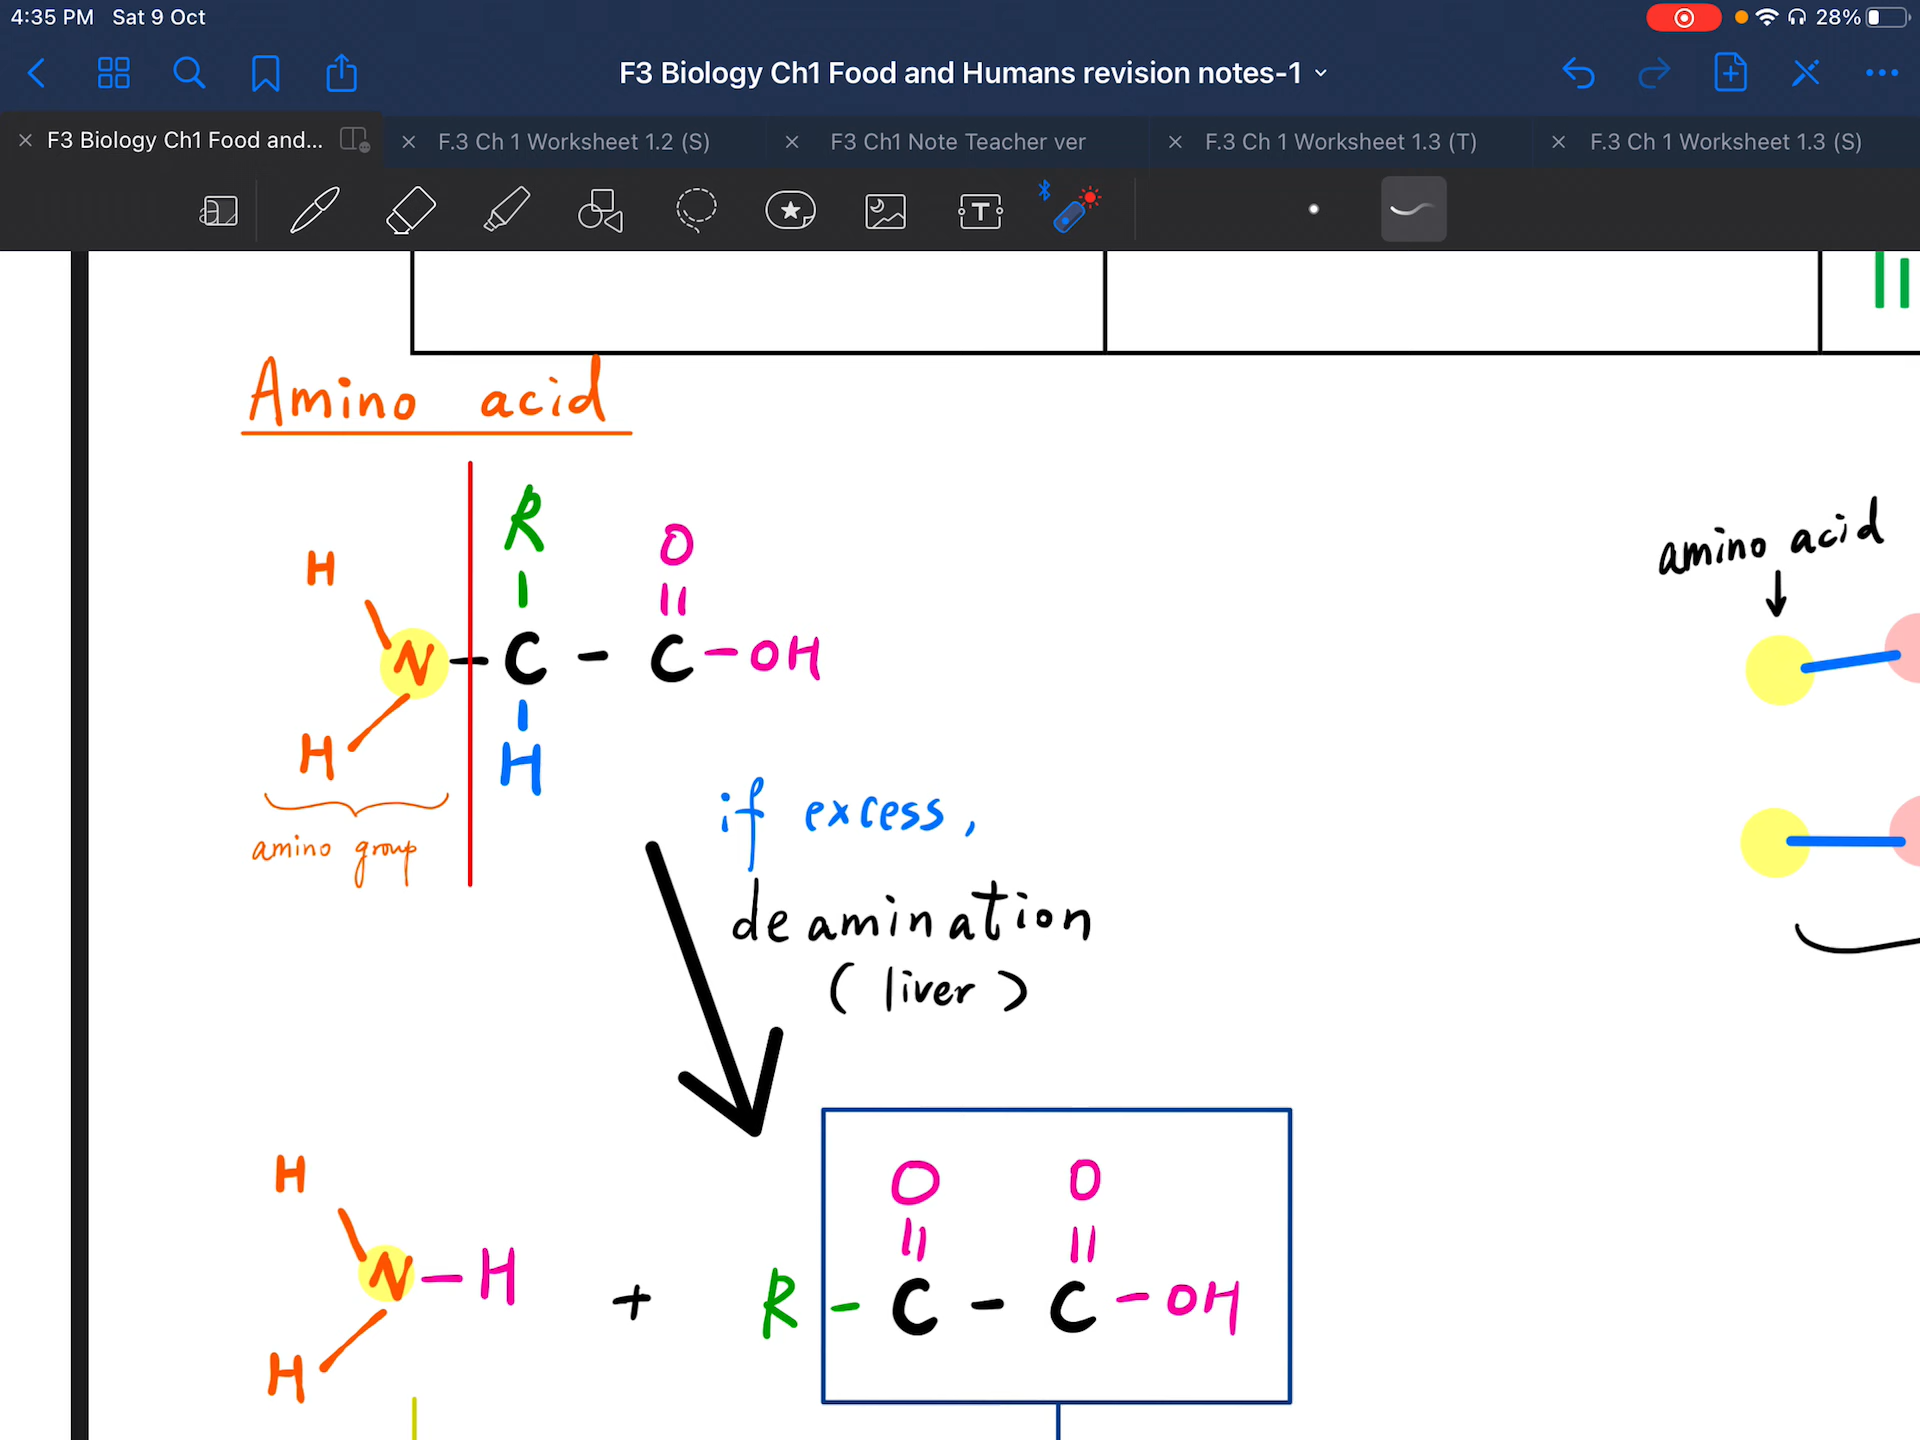 4:35 PM Sat 9 Oct 28%
F3 Biology Ch1 Food and Humans revision notes-1
F3 Biology Ch1 Food and... F.3 Ch 1 Worksheet 1.2 (S) F3 Ch1 Note Teacher ver F.3 Ch 1 Worksheet 1.3 (T) F.3 Ch 1 Worksheet 1.3 (S)
T
Amino acid
R
H O
N - C - C - OH
H H
amino group
amino acid
if excess,
deamination
(liver)
H O O
N - H + R - C - C - OH
H